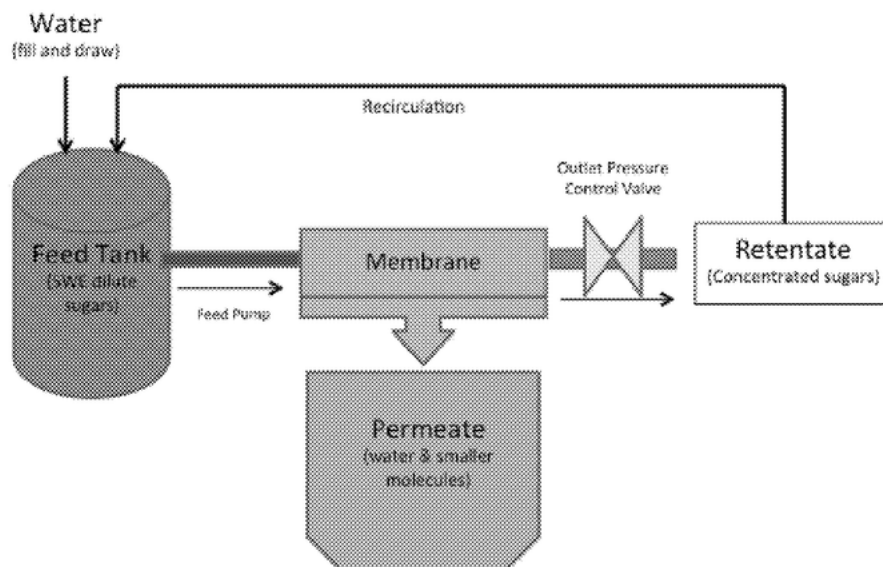 Water
(fill and draw)
Recirculation
Outlet Pressure
Control Valve
Feed Tank
(SWE dilute
sugars)
Feed Pump
Membrane
Retentate
(Concentrated sugars)
Permeate
(water & smaller
molecules)